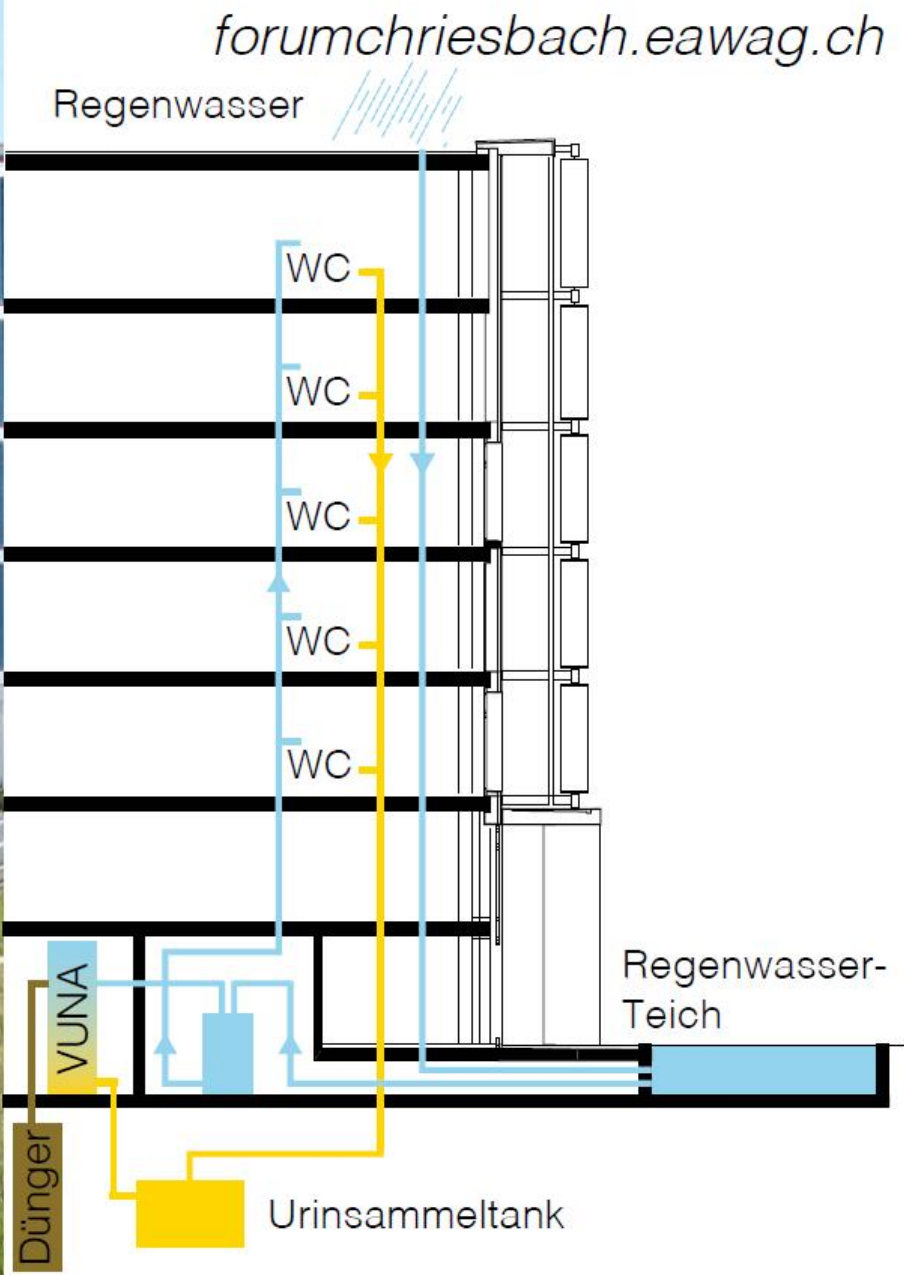 forumchriesbach.eawag.ch
Regenwasser
WC
WC
WC
WC
WC
Regenwasser-
Teich
VUNA
Dünger
Urinsammeltank